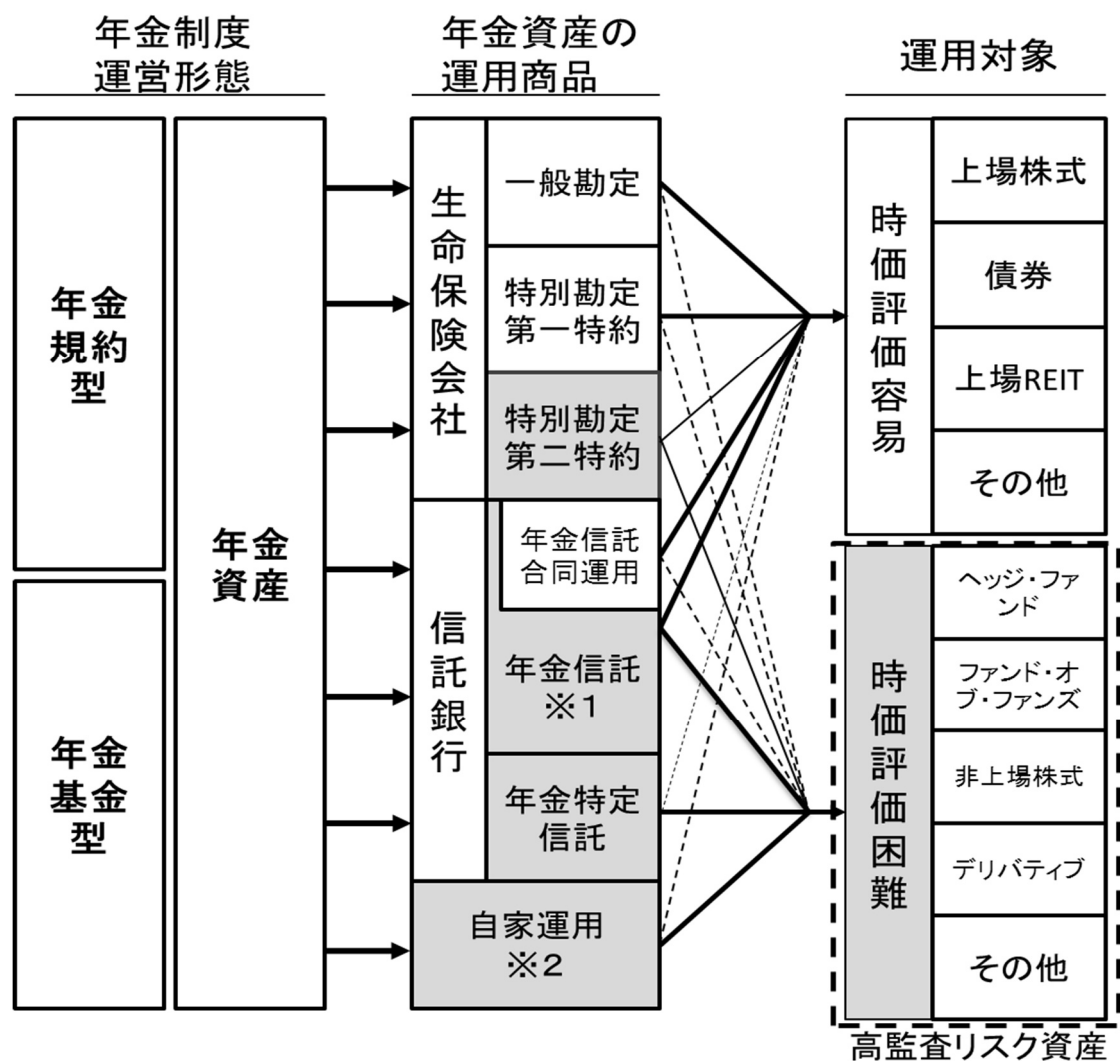 年金制度
運営形態
年金資産の
運用商品
運用対象
年金
規約
型
年金
基金
型
年金
資産
生命保険会社
一般勘定
特別勘定
第一特約
特別勘定
第二特約
信託銀行
年金信託
合同運用
年金信託
※1
年金特定
信託
自家運用
※2
時価評価容易
上場株式
債券
上場REIT
その他
時価評価困難
ヘッジ・ファ
ンド
ファンド・オ
ブ・ファンズ
非上場株式
デリバティブ
その他
高監査リスク資産